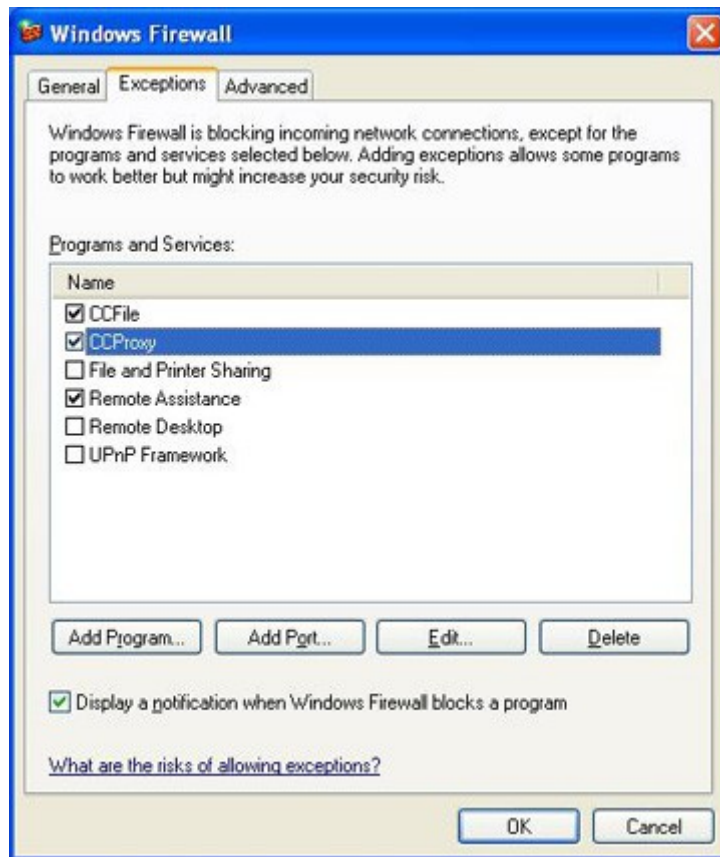 Windows Firewall
General Exceptions Advanced
Windows Firewall is blocking incoming network connections, except for the
programs and services selected below. Adding exceptions allows some programs
to work better but might increase your security risk.
Programs and Services:
Name
CCFile
CCProxy
File and Printer Sharing
Remote Assistance
Remote Desktop
UPnP Framework
Add Program... Add Port... Edit... Delete
Display a notification when Windows Firewall blocks a program
What are the risks of allowing exceptions?
OK Cancel